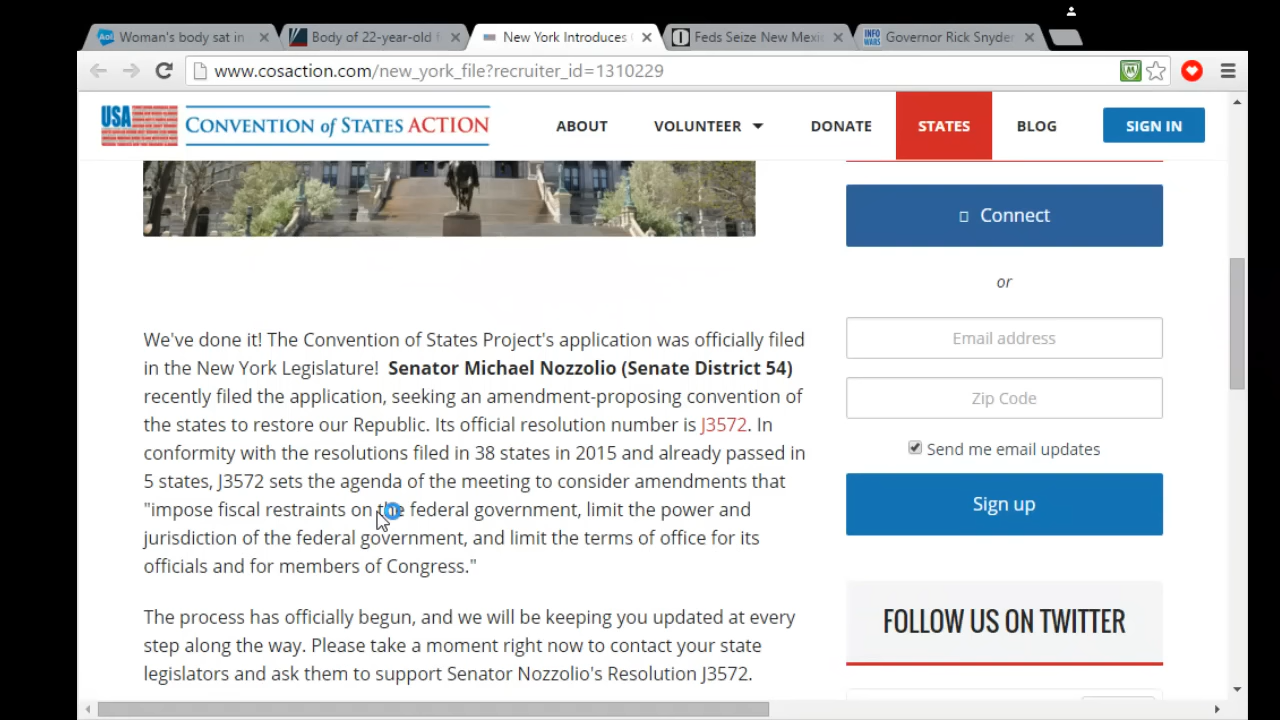 Woman's body sat in
Body of 22-year-old f
New York Introduces
Feds Seize New Mexi
INFO WARS
Governor Rick Snyder
www.cosaction.com/new_york_file?recruiter_id=1310229
USA
CONVENTION of STATES ACTION
ABOUT
VOLUNTEER
DONATE
STATES
BLOG
SIGN IN
Connect
or
Email address
Zip Code
Send me email updates
Sign up
FOLLOW US ON TWITTER
We've done it! The Convention of States Project's application was officially filed
in the New York Legislature! Senator Michael Nozzolio (Senate District 54)
recently filed the application, seeking an amendment-proposing convention of
the states to restore our Republic. Its official resolution number is J3572. In
conformity with the resolutions filed in 38 states in 2015 and already passed in
5 states, J3572 sets the agenda of the meeting to consider amendments that
"impose fiscal restraints on the federal government, limit the power and
jurisdiction of the federal government, and limit the terms of office for its
officials and for members of Congress."
The process has officially begun, and we will be keeping you updated at every
step along the way. Please take a moment right now to contact your state
legislators and ask them to support Senator Nozzolio's Resolution J3572.